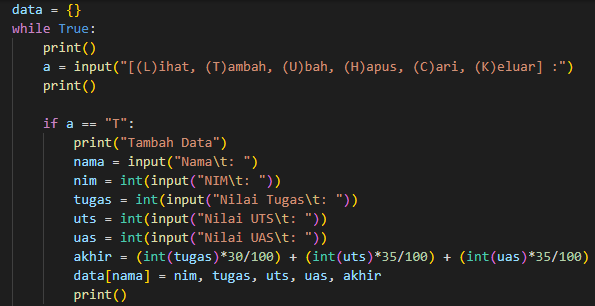 data = {}
while True:
    print()
    a = input("[(L)ihat, (T)ambah, (U)bah, (H)apus, (C)ari, (K)eluar] :")
    print()

    if a == "T":
        print("Tambah Data")
        nama = input("Nama\t: ")
        nim = int(input("NIM\t: "))
        tugas = int(input("Nilai Tugas\t: "))
        uts = int(input("Nilai UTS\t: "))
        uas = int(input("Nilai UAS\t: "))
        akhir = (int(tugas)*30/100) + (int(uts)*35/100) + (int(uas)*35/100)
        data[nama] = nim, tugas, uts, uas, akhir
        print()